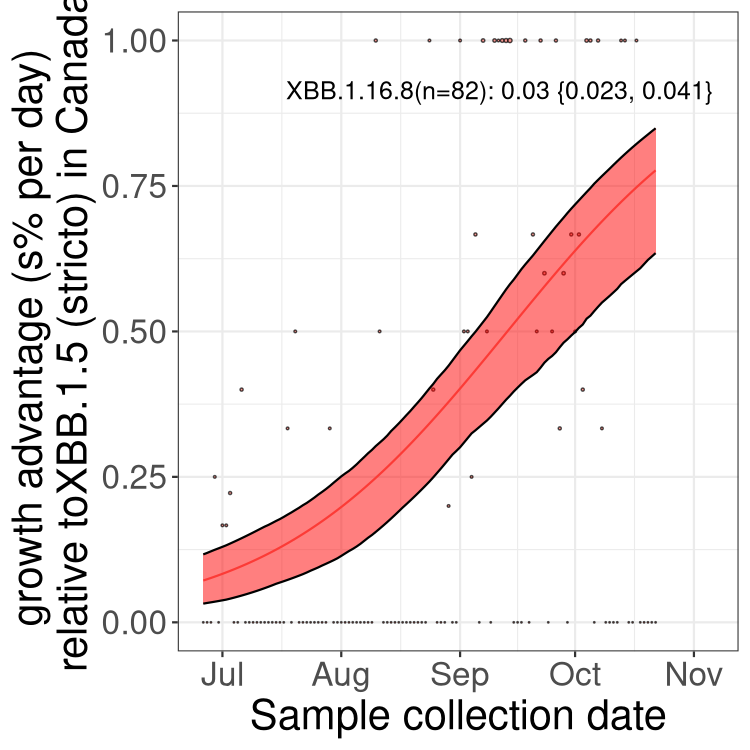 growth advantage (s% per day)
relative toXBB.1.5 (stricto) in Canada
1.00
0.75
0.50
0.25
0.00
XBB.1.16.8(n=82): 0.03 {0.023, 0.041}
Jul Aug Sep Oct Nov
Sample collection date